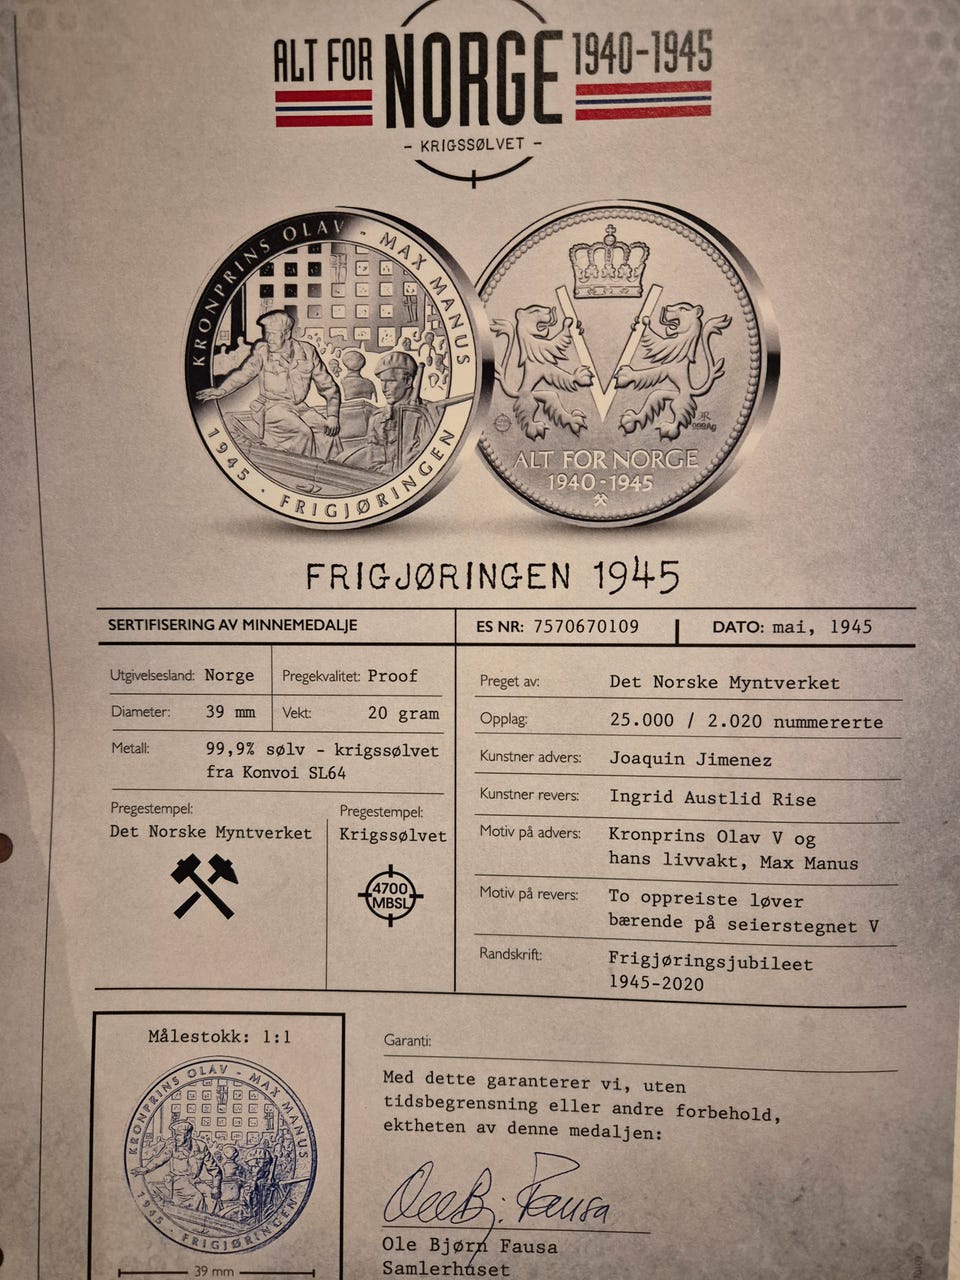 ALT FOR NORGE 1940-1945
- KRIGSSØLVET -
KRONPRINS OLAV - MAX MANUS
1945 · FRIGJØRINGEN
999Ag
ALT FOR NORGE
1940-1945
FRIGJØRINGEN 1945
SERTIFISERING AV MINNEMEDALJE
ES NR: 7570670109
DATO: mai, 1945
Utgivelsesland: Norge
Pregekvalitet: Proof
Diameter: 39 mm
Vekt: 20 gram
Metall: 99,9% sølv - krigssølvet
fra Konvoi SL64
Pregestempel:
Det Norske Myntverket
Pregestempel:
Krigssølvet
4700
MBSL
Preget av: Det Norske Myntverket
Opplag: 25.000 / 2.020 nummererte
Kunstner advers: Joaquin Jimenez
Kunstner revers: Ingrid Austlid Rise
Motiv på advers: Kronprins Olav V og
hans livvakt, Max Manus
Motiv på revers: To oppreiste løver
bærende på seierstegnet V
Randskrift: Frigjøringsjubileet
1945-2020
Målestokk: 1:1
KRONPRINS OLAV - MAX MANUS
1945 · FRIGJØRINGEN
39 mm
Garanti:
Med dette garanterer vi, uten
tidsbegrensning eller andre forbehold,
ektheten av denne medaljen:
Ole Bj. Fausa
Ole Bjørn Fausa
Samlerhuset